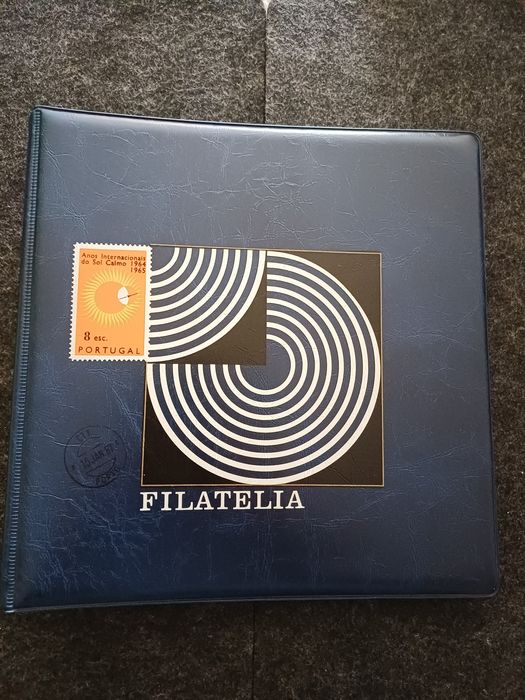 Anos Internacionais
do Sol Calmo 1964
1965
8 esc.
PORTUGAL
FILATELIA